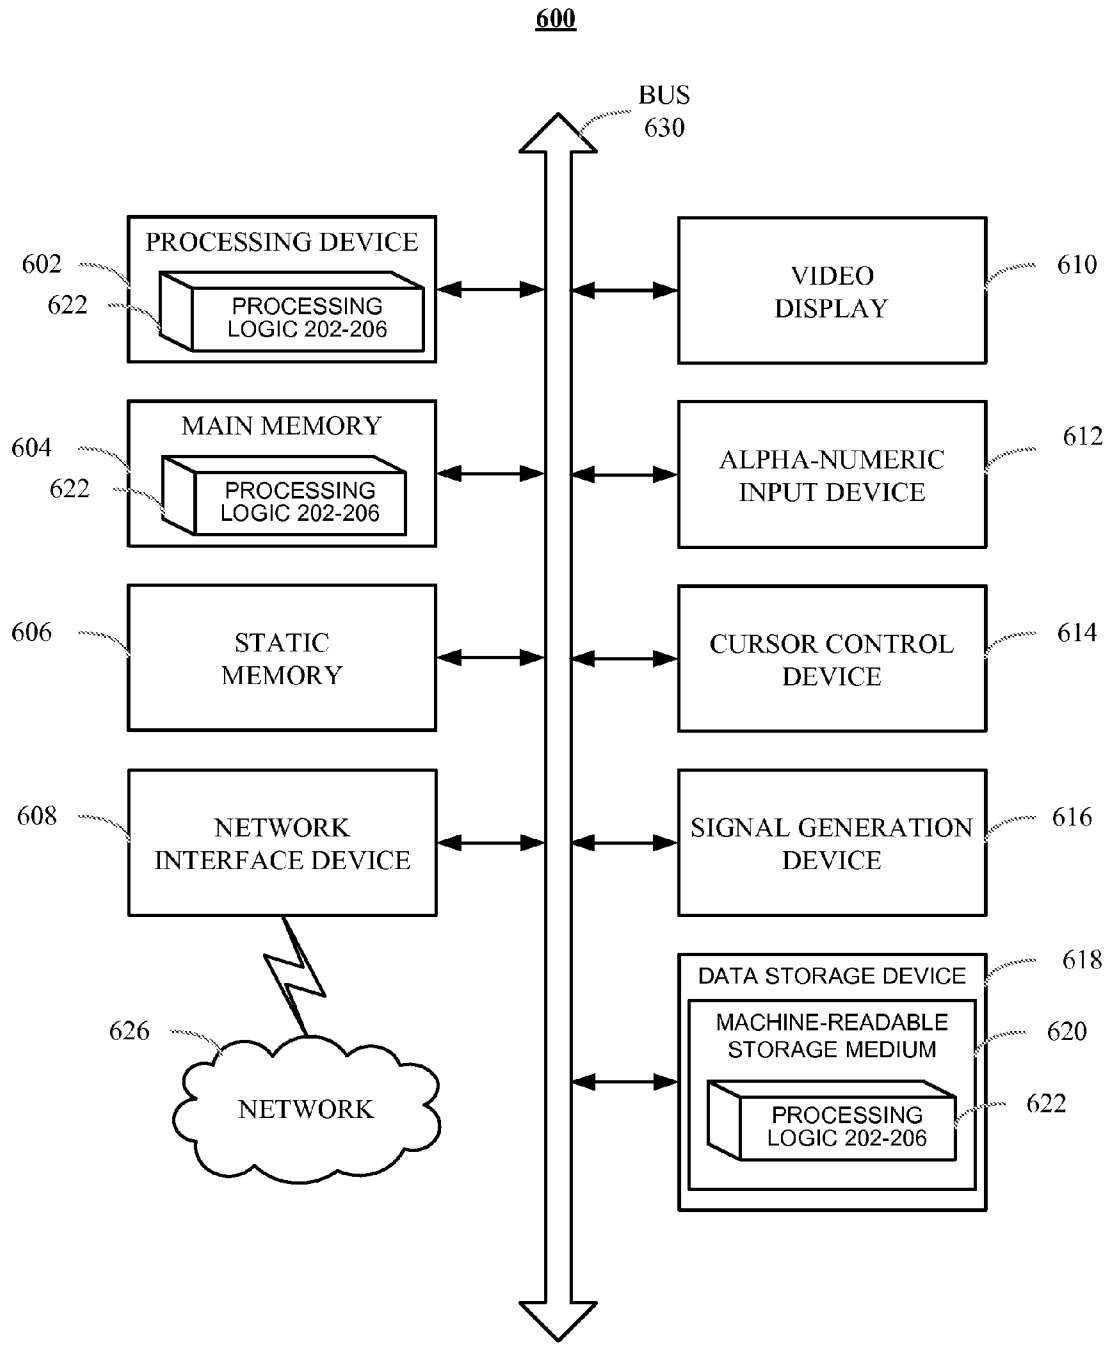 600
BUS
630
PROCESSING DEVICE
602
622
PROCESSING
LOGIC 202-206
VIDEO
DISPLAY
610
MAIN MEMORY
604
622
PROCESSING
LOGIC 202-206
ALPHA-NUMERIC
INPUT DEVICE
612
606
STATIC
MEMORY
CURSOR CONTROL
DEVICE
614
608
NETWORK
INTERFACE DEVICE
SIGNAL GENERATION
DEVICE
616
626
NETWORK
DATA STORAGE DEVICE
618
MACHINE-READABLE
STORAGE MEDIUM
620
PROCESSING
LOGIC 202-206
622